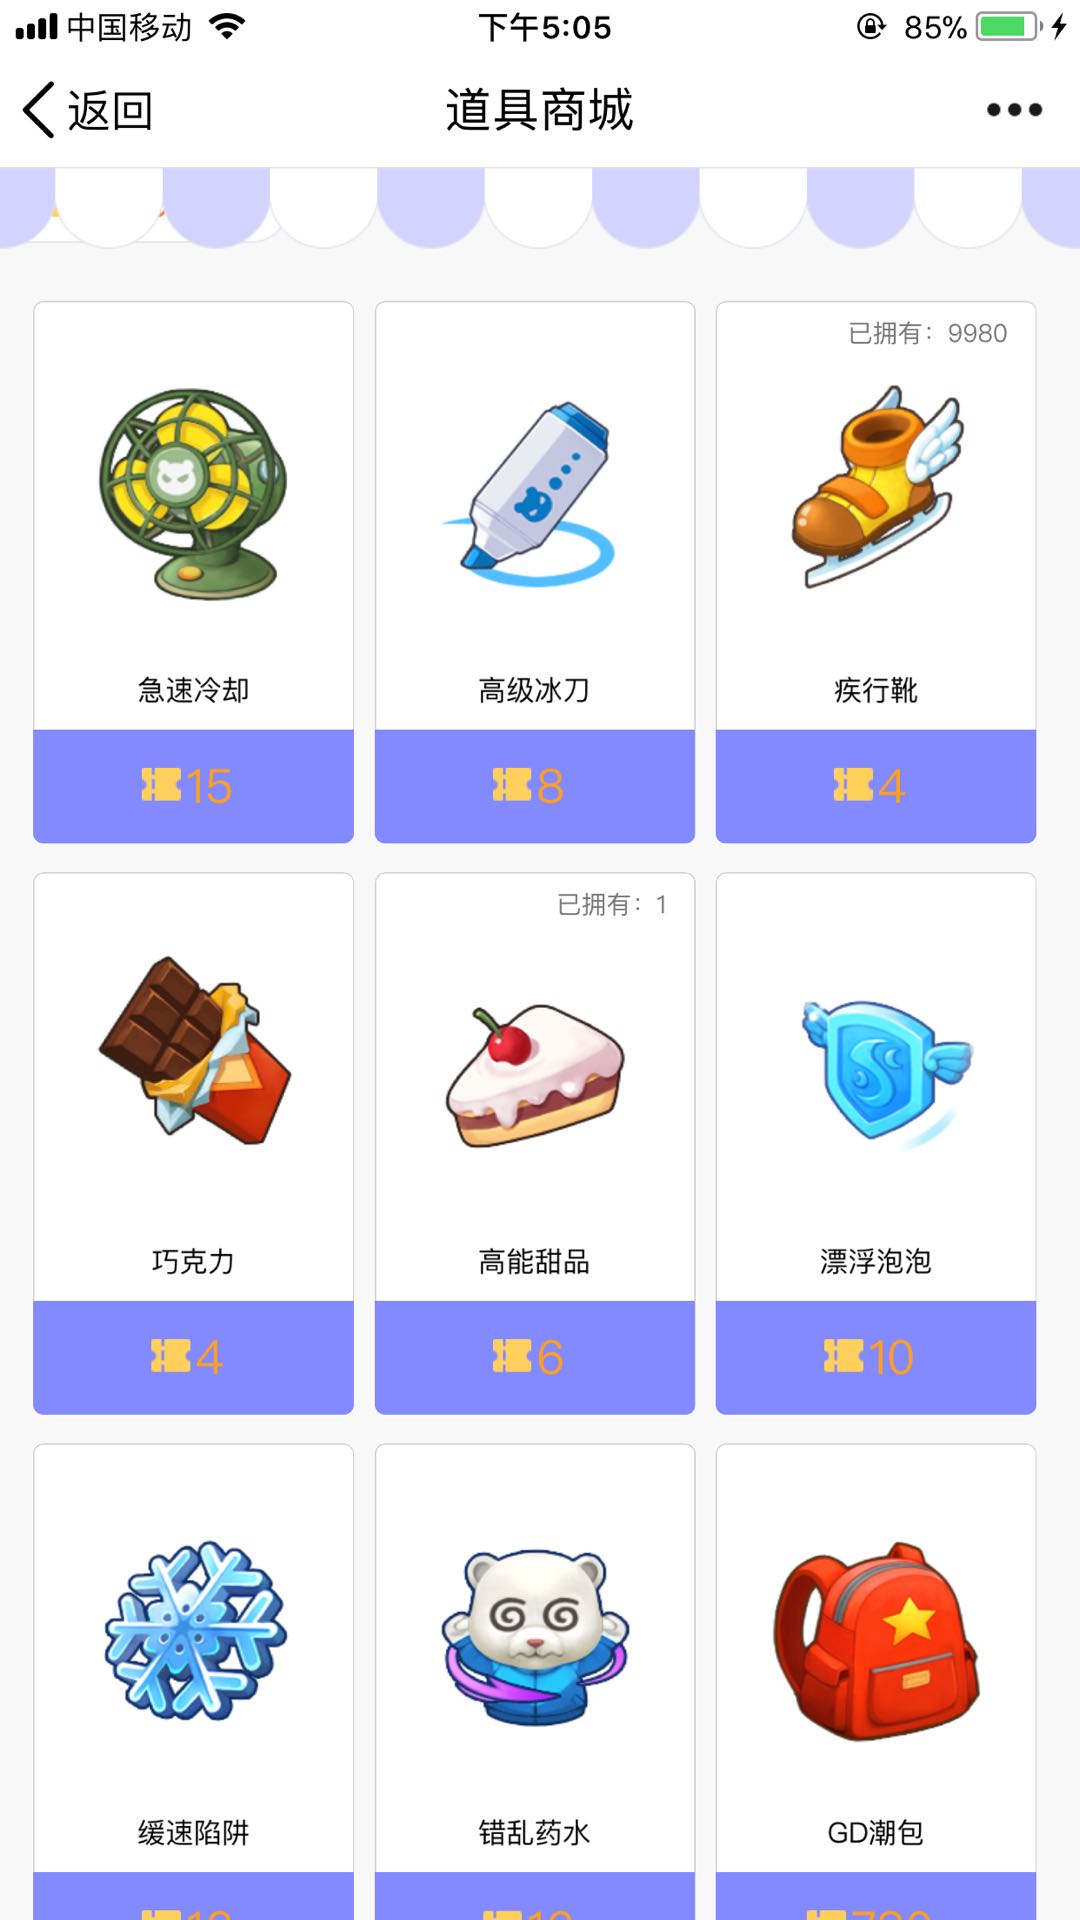 中国移动 下午5:05 85%
返回 道具商城
已拥有：9980
急速冷却 高级冰刀 疾行靴
15 8 4
已拥有：1
巧克力 高能甜品 漂浮泡泡
4 6 10
缓速陷阱 错乱药水 GD潮包